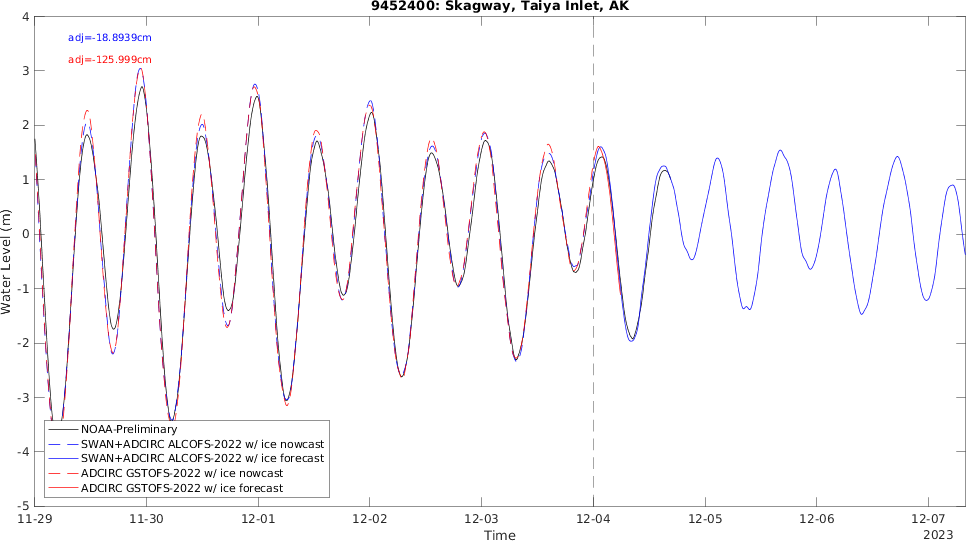 9452400: Skagway, Taiya Inlet, AK
adj=-18.8939cm
adj=-125.999cm
4
3
2
1
0
-1
-2
-3
-4
-5
Water Level (m)
NOAA-Preliminary
SWAN+ADCIRC ALCOFS-2022 w/ ice nowcast
SWAN+ADCIRC ALCOFS-2022 w/ ice forecast
ADCIRC GSTOFS-2022 w/ ice nowcast
ADCIRC GSTOFS-2022 w/ ice forecast
11-29 11-30 12-01 12-02 12-03 12-04 12-05 12-06 12-07
Time
2023